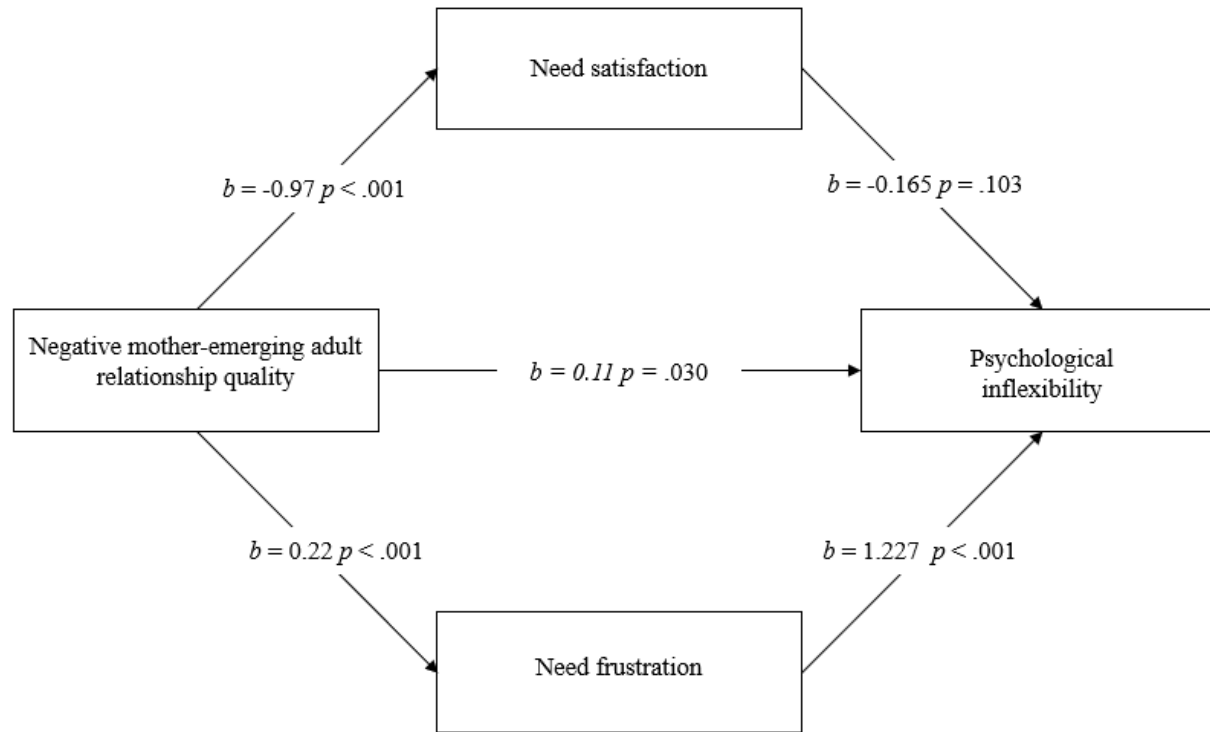 Need satisfaction
b = -0.97 p < .001
b = -0.165 p = .103
Negative mother-emerging adult
relationship quality
b = 0.11 p = .030
Psychological
inflexibility
b = 0.22 p < .001
b = 1.227 p < .001
Need frustration